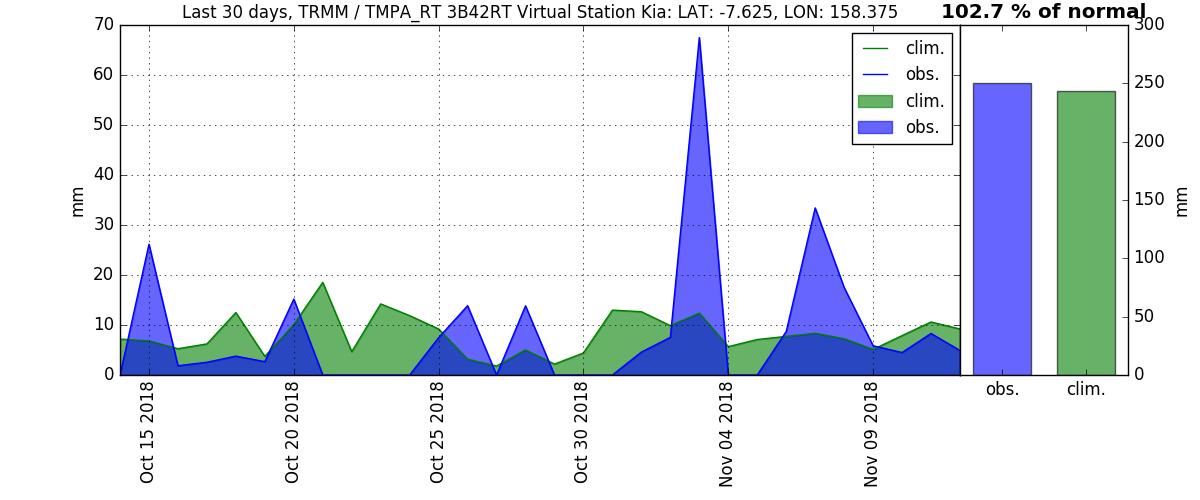 Last 30 days, TRMM / TMPA_RT 3B42RT Virtual Station Kia: LAT: -7.625, LON: 158.375
102.7 % of normal
70
60
50
40
30
20
10
0
mm
clim.
obs.
clim.
obs.
Oct 15 2018
Oct 20 2018
Oct 25 2018
Oct 30 2018
Nov 04 2018
Nov 09 2018
300
250
200
150
100
50
0
mm
obs.
clim.